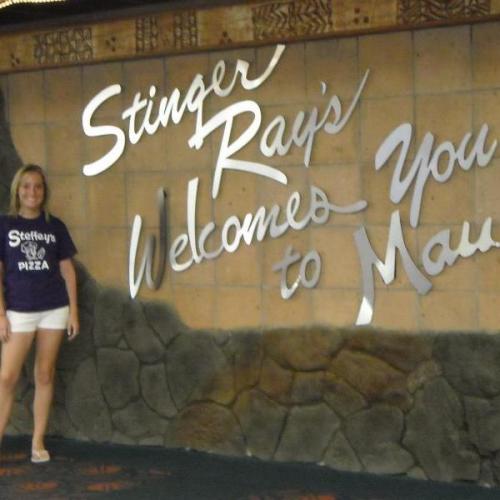 Stinger
Ray's
Welcomes You
to Maui
Steffey's
PIZZA